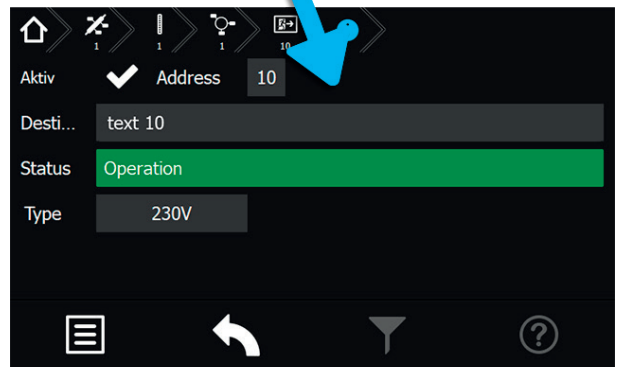 1 1 1 10
Aktiv Address 10
Desti... text 10
Status Operation
Type 230V
?